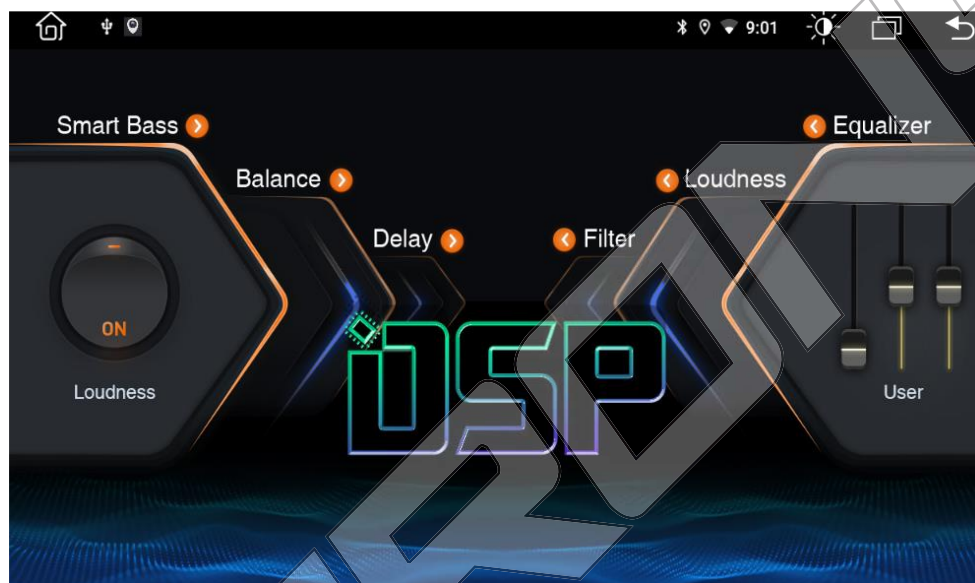 9:01
Smart Bass
Equalizer
Balance
Loudness
Delay
Filter
ON
Loudness
User
DSP